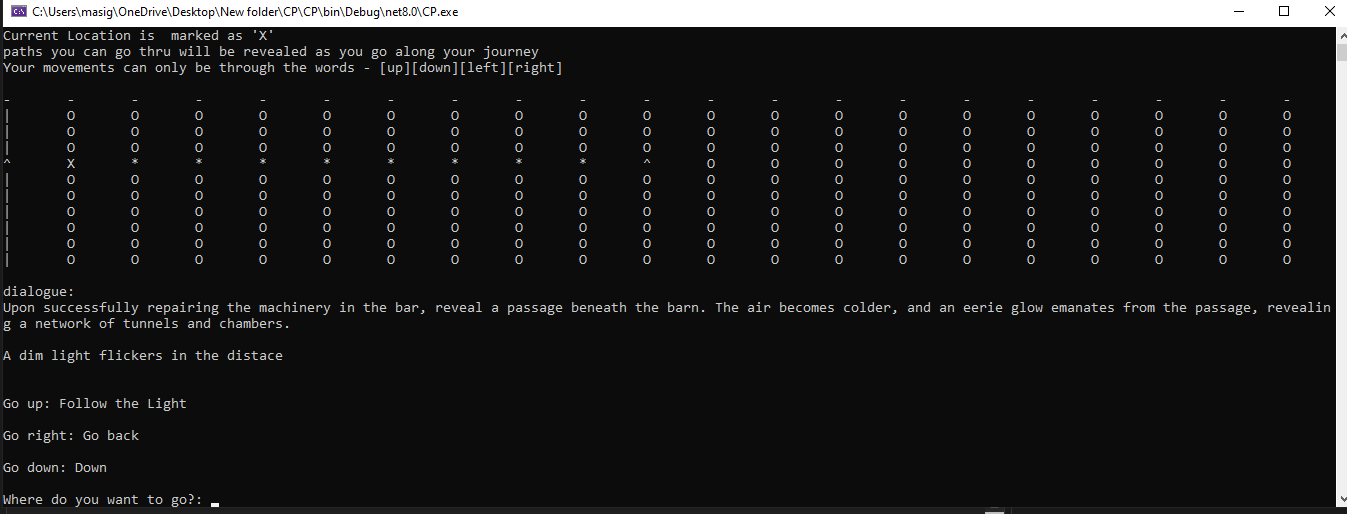 C:\Users\masig\OneDrive\Desktop\New folder\CP\CP\bin\Debug\net8.0\CP.exe
Current Location is  marked as 'X'
paths you can go thru will be revealed as you go along your journey
Your movements can only be through the words - [up][down][left][right]
- - - - - - - - - - - - - - - - - - - - -
| O O O O O O O O O O O O O O O O O O O O
| O O O O O O O O O O O O O O O O O O O O
| O O O O O O O O O O O O O O O O O O O O
^ X * * * * * * * * ^ O O O O O O O O O O
| O O O O O O O O O O O O O O O O O O O O
| O O O O O O O O O O O O O O O O O O O O
| O O O O O O O O O O O O O O O O O O O O
| O O O O O O O O O O O O O O O O O O O O
| O O O O O O O O O O O O O O O O O O O O
| O O O O O O O O O O O O O O O O O O O O
dialogue:
Upon successfully repairing the machinery in the bar, reveal a passage beneath the barn. The air becomes colder, and an eerie glow emanates from the passage, revealin
g a network of tunnels and chambers.
A dim light flickers in the distace
Go up: Follow the Light
Go right: Go back
Go down: Down
Where do you want to go?: